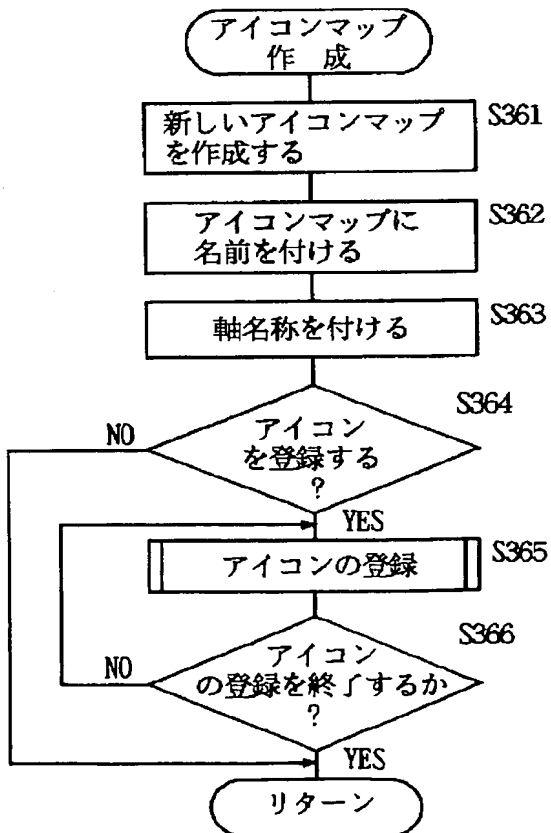 アイコンマップ
作 成
S361
新しいアイコンマップ
を作成する
S362
アイコンマップに
名前を付ける
S363
軸名称を付ける
S364
アイコン
を登録する
?
NO
YES
S365
アイコンの登録
S366
アイコン
の登録を終了するか
?
NO
YES
リターン